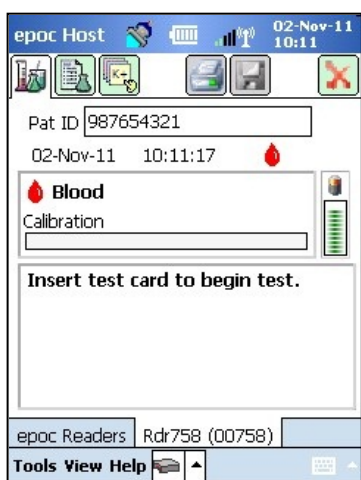 epoc Host 02-Nov-11
10:11
K+
Pat ID 987654321
02-Nov-11 10:11:17
Blood
Calibration
Insert test card to begin test.
epoc Readers Rdr758 (00758)
Tools View Help